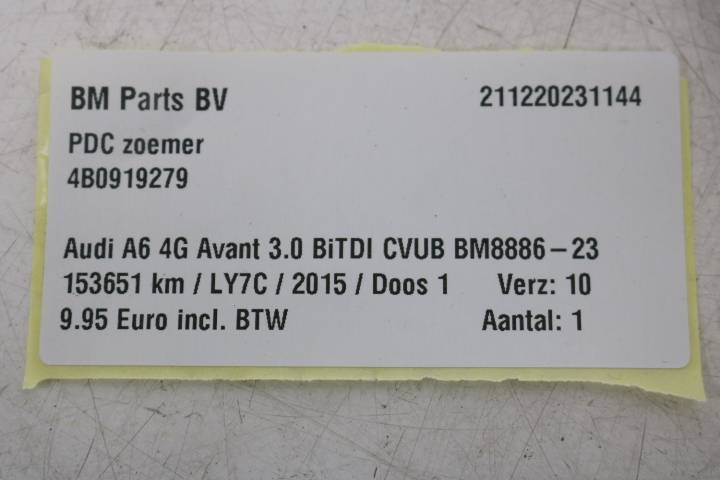 BM Parts BV 211220231144
PDC zoemer
4B0919279
Audi A6 4G Avant 3.0 BiTDI CVUB BM8886-23
153651 km / LY7C / 2015 / Doos 1 Verz: 10
9.95 Euro incl. BTW Aantal: 1